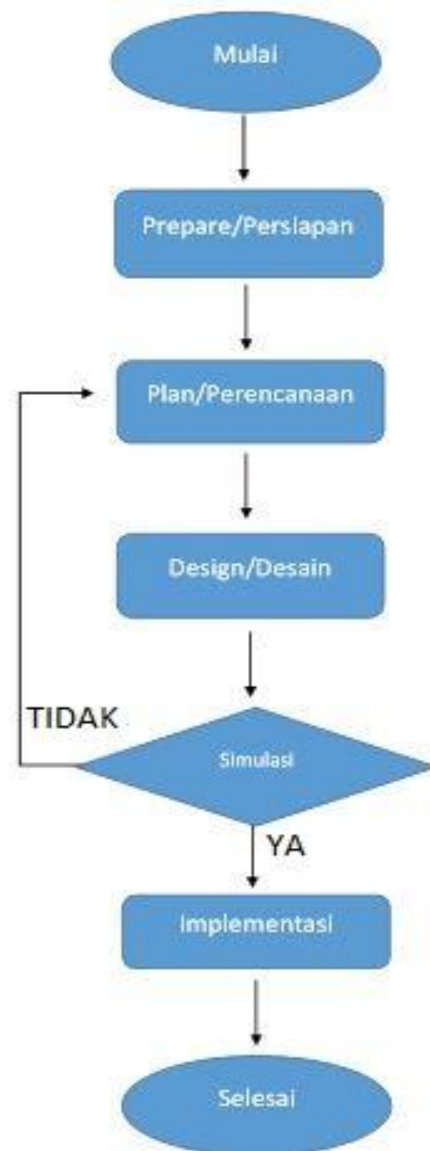 Mulai
Prepare/Persiapan
Plan/Perencanaan
Design/Desain
TIDAK
Simulasi
YA
Implementasi
Selesai